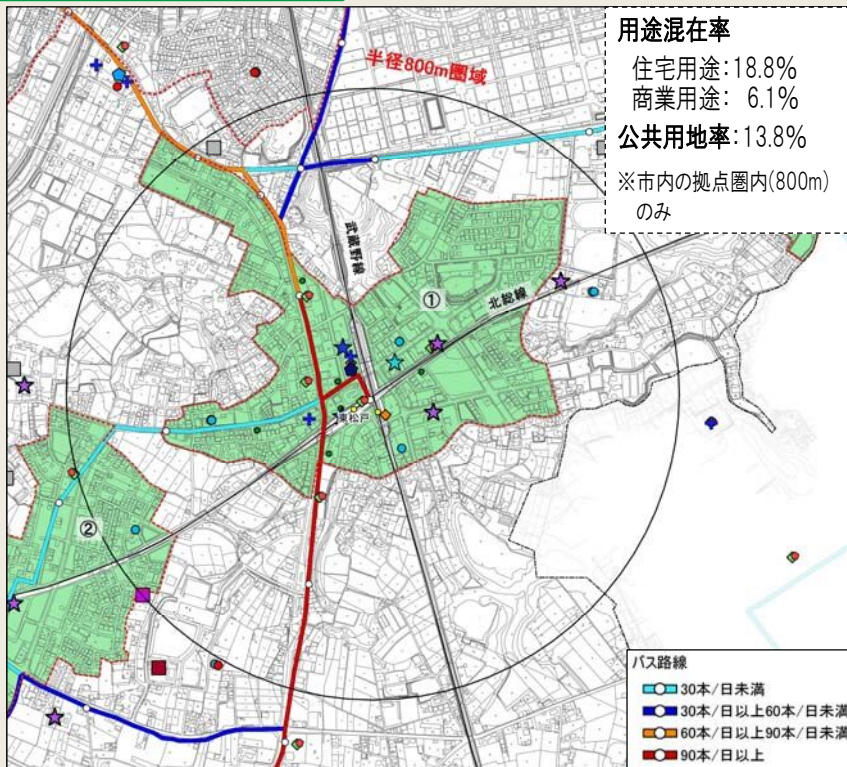 用途混在率
住宅用途:18.8%
商業用途: 6.1%
公共用地率:13.8%
※市内の拠点圏内(800m)
のみ
半径800m圏域
武蔵野線
①
北総線
東松戸
②
バス路線
30本/日未満
30本/日以上60本/日未満
60本/日以上90本/日未満
90本/日以上